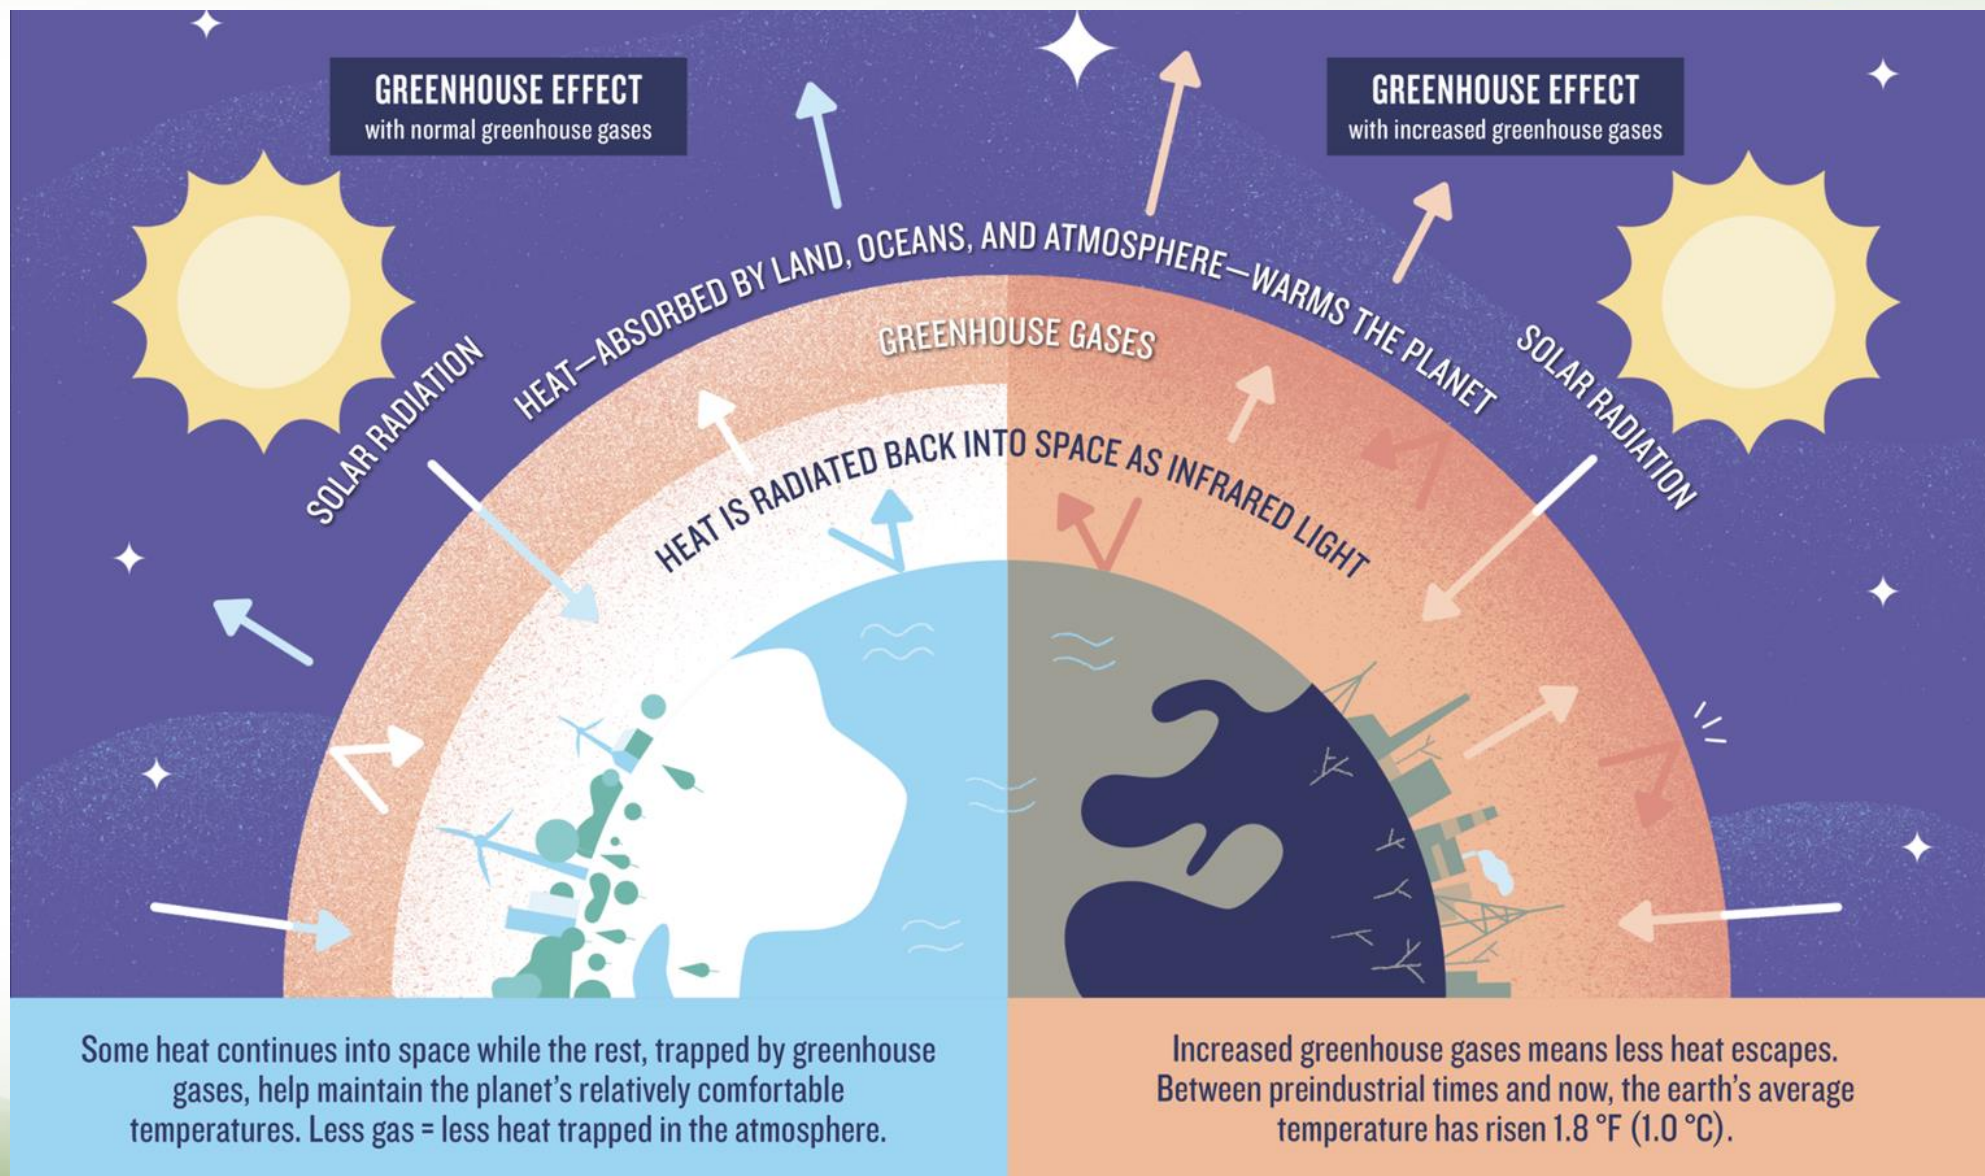 GREENHOUSE EFFECT
with normal greenhouse gases
GREENHOUSE EFFECT
with increased greenhouse gases
SOLAR RADIATION
HEAT—ABSORBED BY LAND, OCEANS, AND ATMOSPHERE—WARMS THE PLANET
SOLAR RADIATION
GREENHOUSE GASES
HEAT IS RADIATED BACK INTO SPACE AS INFRARED LIGHT
Some heat continues into space while the rest, trapped by greenhouse
gases, help maintain the planet's relatively comfortable
temperatures. Less gas = less heat trapped in the atmosphere.
Increased greenhouse gases means less heat escapes.
Between preindustrial times and now, the earth's average
temperature has risen 1.8 °F (1.0 °C).